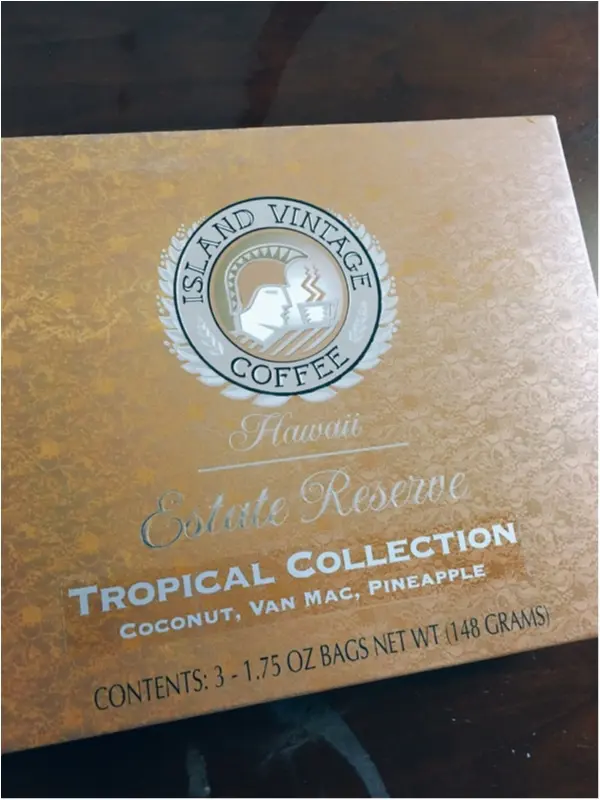 ISLAND VINTAGE
COFFEE
Hawaii
Estate Reserve
TROPICAL COLLECTION
COCONUT, VAN MAC, PINEAPPLE
CONTENTS: 3 - 1.75 OZ BAGS NET WT (148 GRAMS)